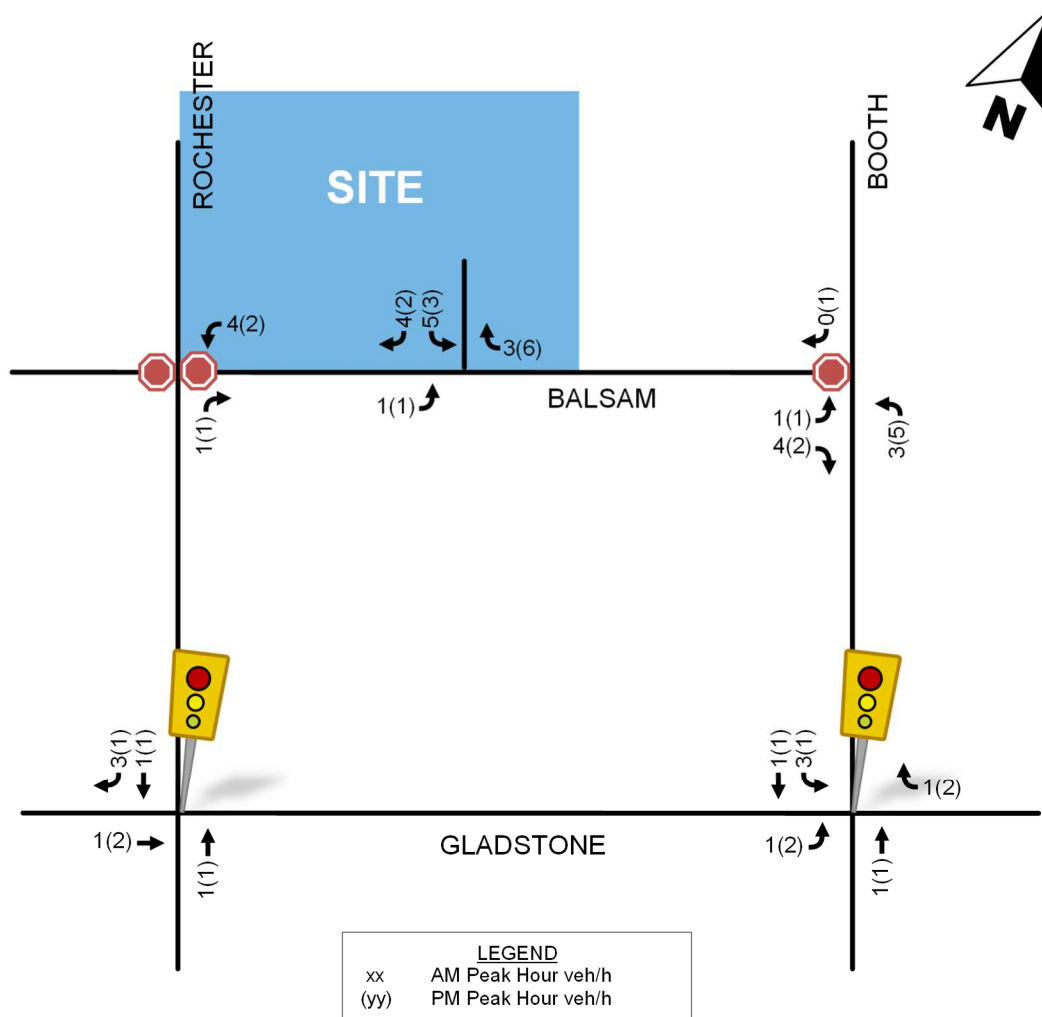 ROCHESTER
BOOTH
N
SITE
4(2)
4(2)
5(3)
3(6)
0(1)
1(1)
1(1)
BALSAM
1(1)
4(2)
3(5)
3(1)
1(1)
1(1)
3(1)
1(2)
1(2)
1(1)
GLADSTONE
1(2)
1(1)
LEGEND
xx AM Peak Hour veh/h
(yy) PM Peak Hour veh/h